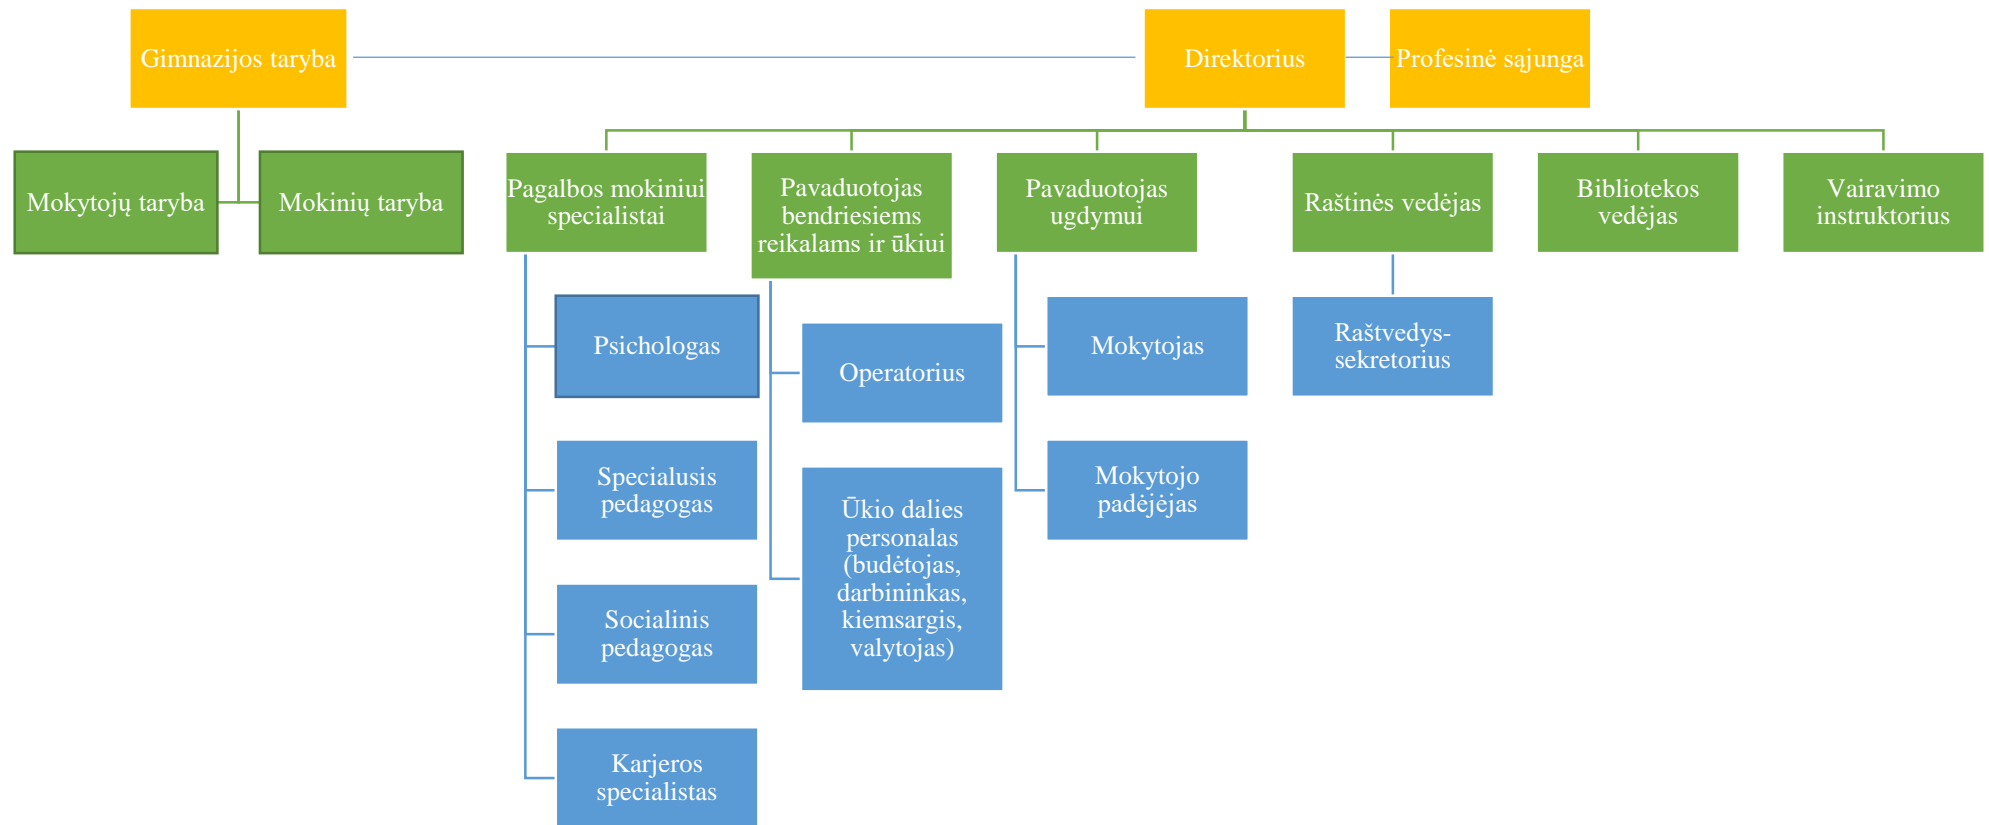 Gimnazijos taryba
Direktorius
Profesinė sąjunga
Mokytojų taryba
Mokinių taryba
Pagalbos mokiniui
specialistai
Pavaduotojas
bendriesiems
reikalams ir ūkiui
Pavaduotojas
ugdymui
Raštinės vedėjas
Bibliotekos
vedėjas
Vairavimo
instruktorius
Psichologas
Specialusis
pedagogas
Socialinis
pedagogas
Karjeros
specialistas
Operatorius
Ūkio dalies
personalas
(budėtojas,
darbininkas,
kiemsargis,
valytojas)
Mokytojas
Mokytojo
padėjėjas
Raštvedys-
sekretorius